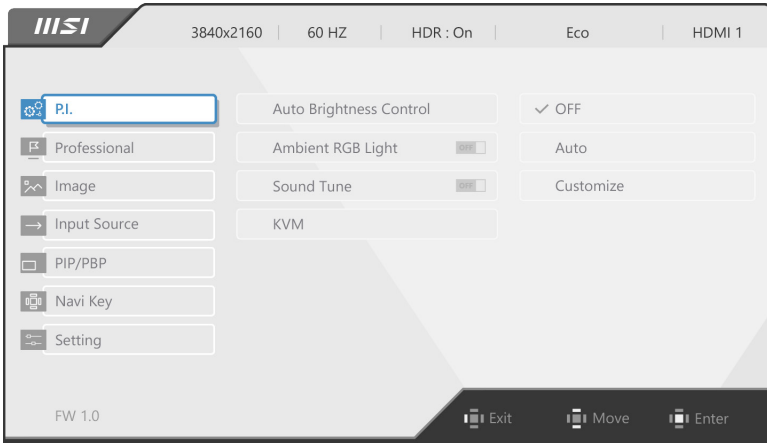 msi
3840x2160 60 HZ HDR : On Eco HDMI 1
P.I. Auto Brightness Control OFF
Professional Ambient RGB Light OFF Auto
Image Sound Tune OFF Customize
Input Source KVM
PIP/PBP
Navi Key
Setting
FW 1.0 Exit Move Enter